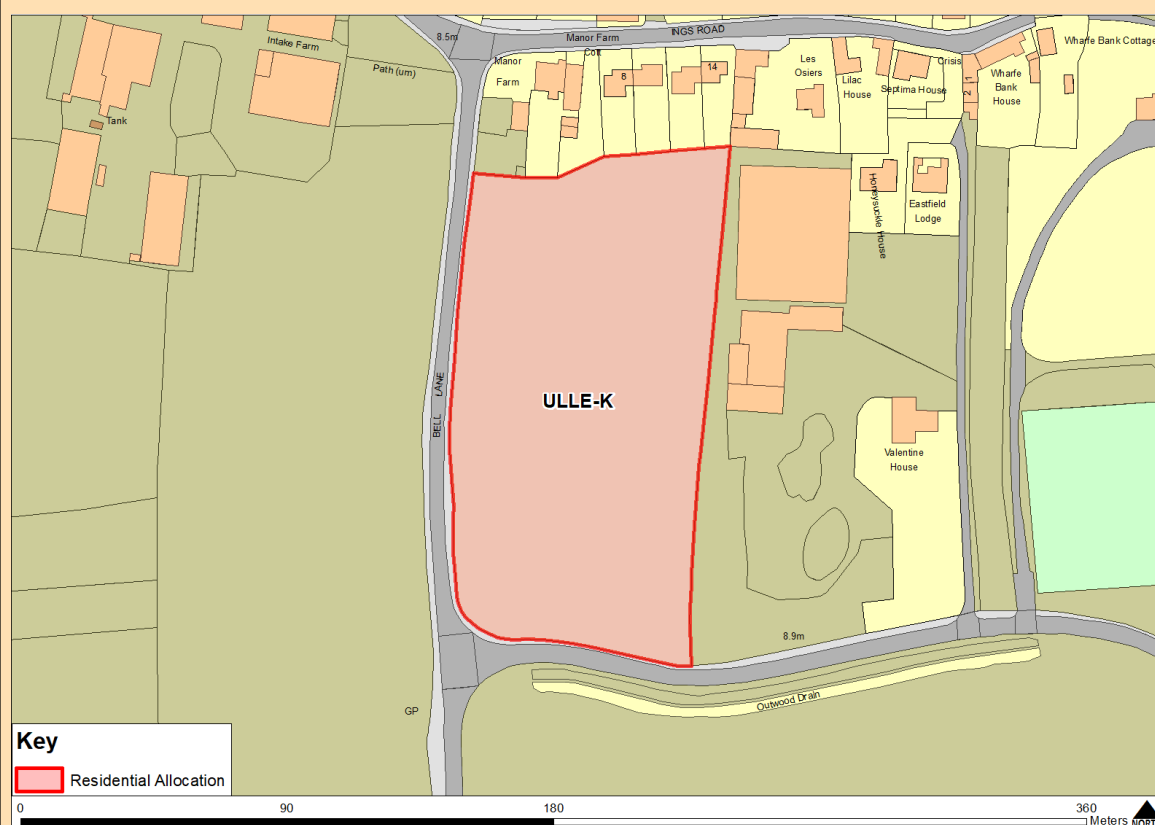 8.5m
INGS ROAD
Intake Farm
Path (um)
Tank
Manor Farm
Cott
Manor
Farm
8
14
Les
Osiers
Lilac
House
Septima House
Crisis
2 1
Wharfe
Bank
House
Wharfe Bank Cottage
Honeysuckle House
Eastfield
Lodge
BELL LANE
ULLE-K
Valentine
House
8.9m
Outwood Drain
GP
Key
Residential Allocation
0 90 180 360
Meters